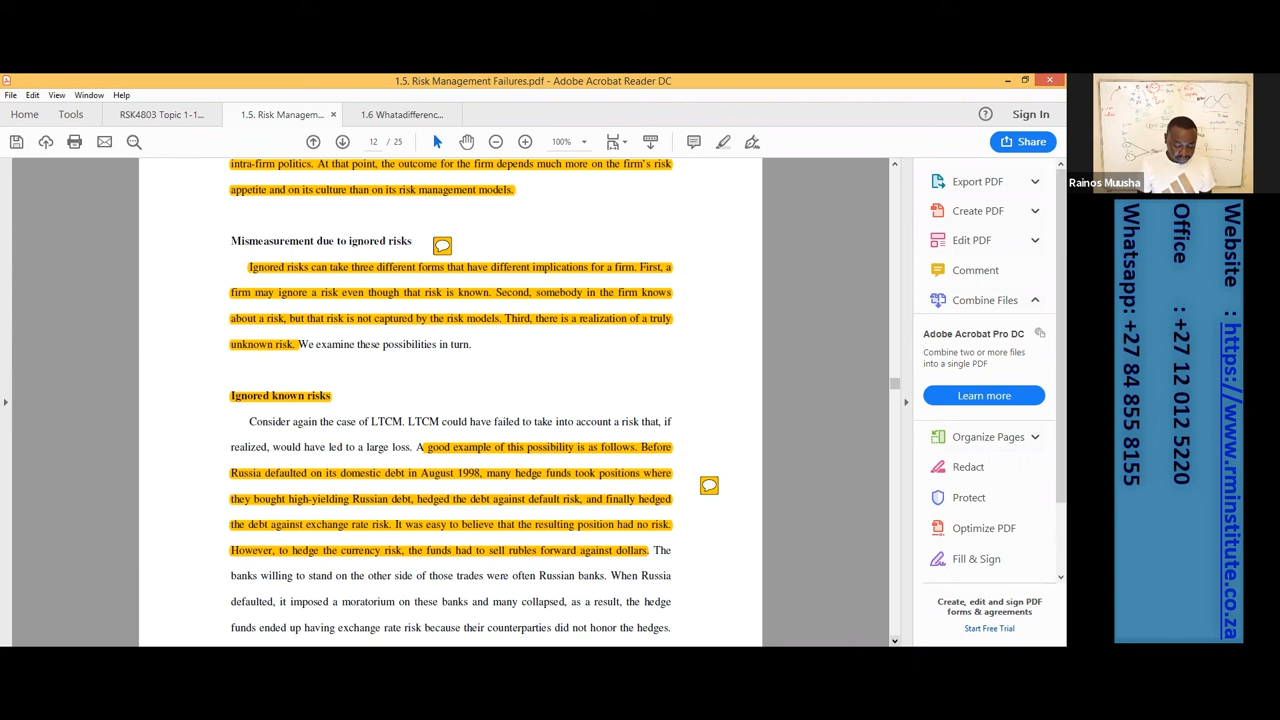 1.5. Risk Management Failures.pdf - Adobe Acrobat Reader DC
File Edit View Window Help
Home Tools RSK4803 Topic 1-1... 1.5. Risk Managem... × 1.6 Whatadifferenc... Sign In
12 / 25 100% Share
intra-firm politics. At that point, the outcome for the firm depends much more on the firm's risk
appetite and on its culture than on its risk management models.
Mismeasurement due to ignored risks
Ignored risks can take three different forms that have different implications for a firm. First, a
firm may ignore a risk even though that risk is known. Second, somebody in the firm knows
about a risk, but that risk is not captured by the risk models. Third, there is a realization of a truly
unknown risk. We examine these possibilities in turn.
Ignored known risks
Consider again the case of LTCM. LTCM could have failed to take into account a risk that, if
realized, would have led to a large loss. A good example of this possibility is as follows. Before
Russia defaulted on its domestic debt in August 1998, many hedge funds took positions where
they bought high-yielding Russian debt, hedged the debt against default risk, and finally hedged
the debt against exchange rate risk. It was easy to believe that the resulting position had no risk.
However, to hedge the currency risk, the funds had to sell rubles forward against dollars. The
banks willing to stand on the other side of those trades were often Russian banks. When Russia
defaulted, it imposed a moratorium on these banks and many collapsed, as a result, the hedge
funds ended up having exchange rate risk because their counterparties did not honor the hedges.
Export PDF
Create PDF
Edit PDF
Comment
Combine Files
Adobe Acrobat Pro DC
Combine two or more files
into a single PDF
Learn more
Organize Pages
Redact
Protect
Optimize PDF
Fill & Sign
Create, edit and sign PDF
forms & agreements
Start Free Trial
Rainos Muusha
Website : https://www.rminstitute.co.za
Office : +27 12 012 5220
Whatsapp: +27 84 855 8155